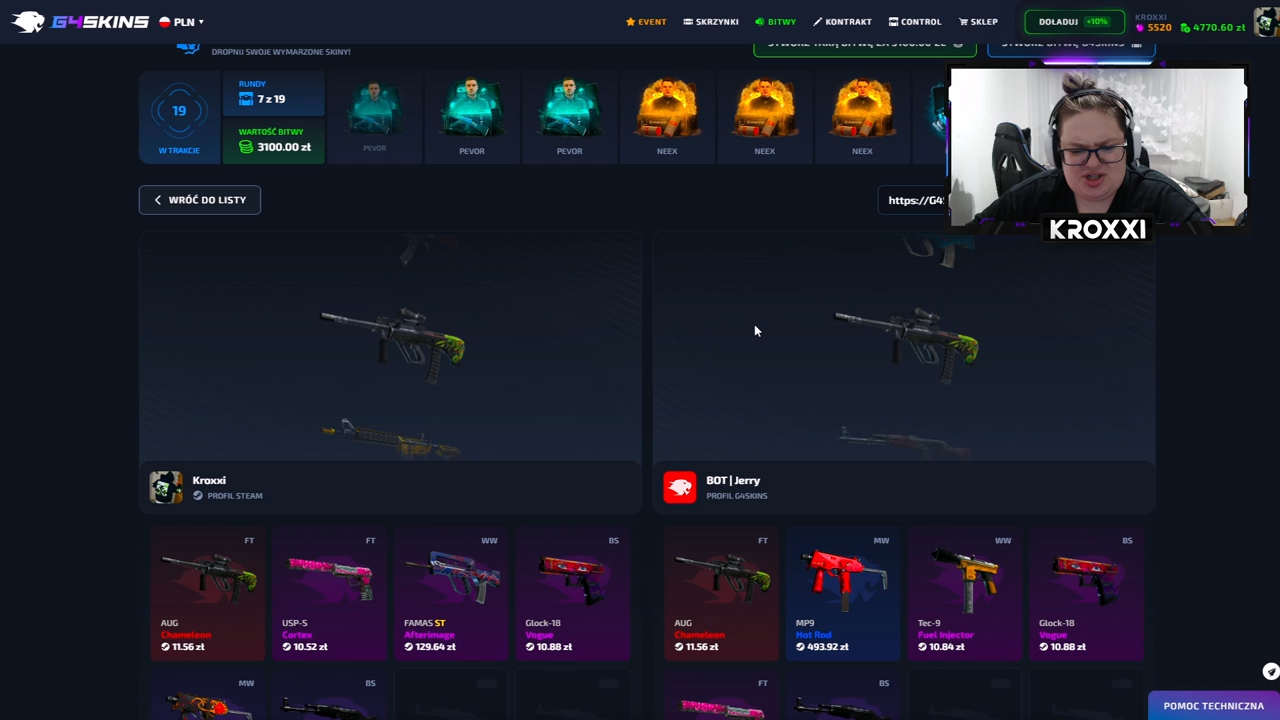 G4SKINS
PLN
EVENT
SKRZYNKI
BITWY
KONTRAKT
CONTROL
SKLEP
DOŁADUJ +10%
KROXXI
5520
4770.60 zł
DROPNIJ SWOJE WYMARZONE SKINY!
19
W TRAKCIE
RUNDY
7 z 19
WARTOŚĆ BITWY
3100.00 zł
PEVOR
PEVOR
PEVOR
NEEX
NEEX
NEEX
WRÓĆ DO LISTY
https://G4S
KROXXI
Kroxxi
PROFIL STEAM
BOT | Jerry
PROFIL G4SKINS
FT
AUG
Chameleon
11.56 zł
FT
USP-S
Cortex
10.52 zł
WW
FAMAS ST
Afterimage
129.64 zł
BS
Glock-18
Vogue
10.88 zł
FT
AUG
Chameleon
11.56 zł
MW
MP9
Hot Rod
493.92 zł
WW
Tec-9
Fuel Injector
10.84 zł
BS
Glock-18
Vogue
10.88 zł
MW
BS
FT
BS
POMOC TECHNICZNA